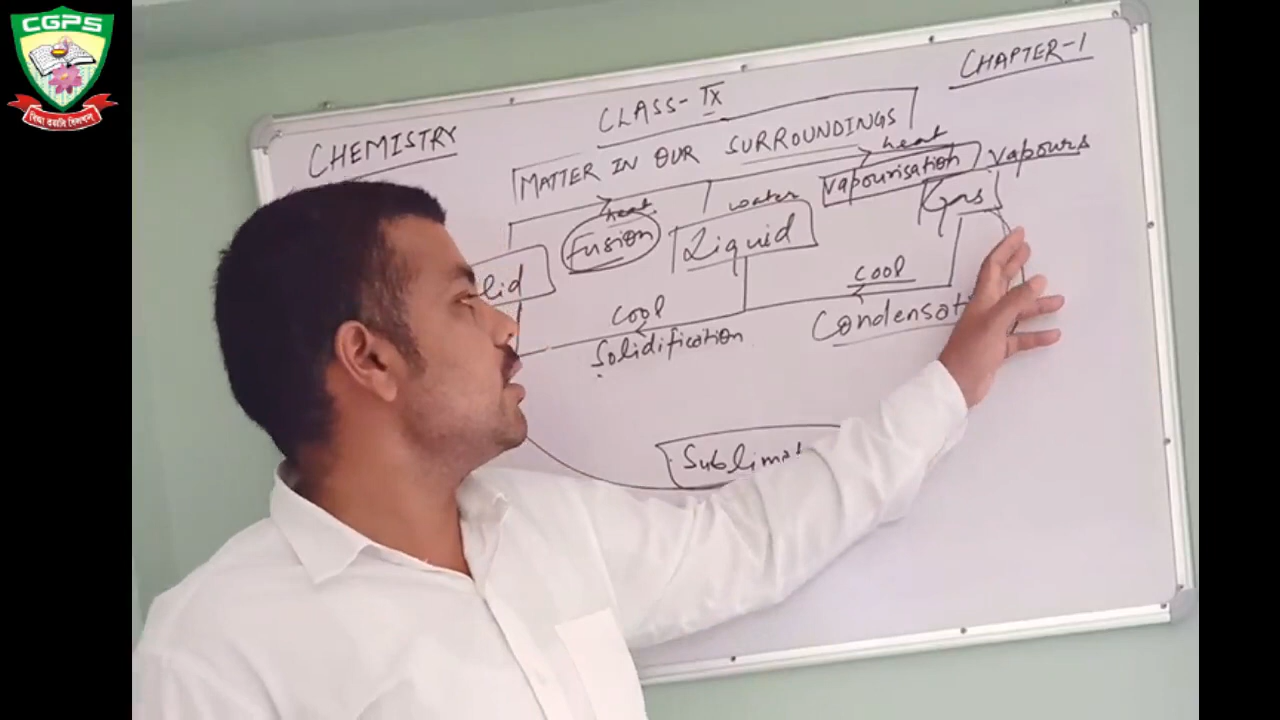 CGPS
CHAPTER-1
CLASS-IX
CHEMISTRY
MATTER IN OUR SURROUNDINGS
heat
vapourisation
vapours
heat
water
Gas
Fusion
Liquid
lid
cool
cool
Condensat
Solidification
Sublimat